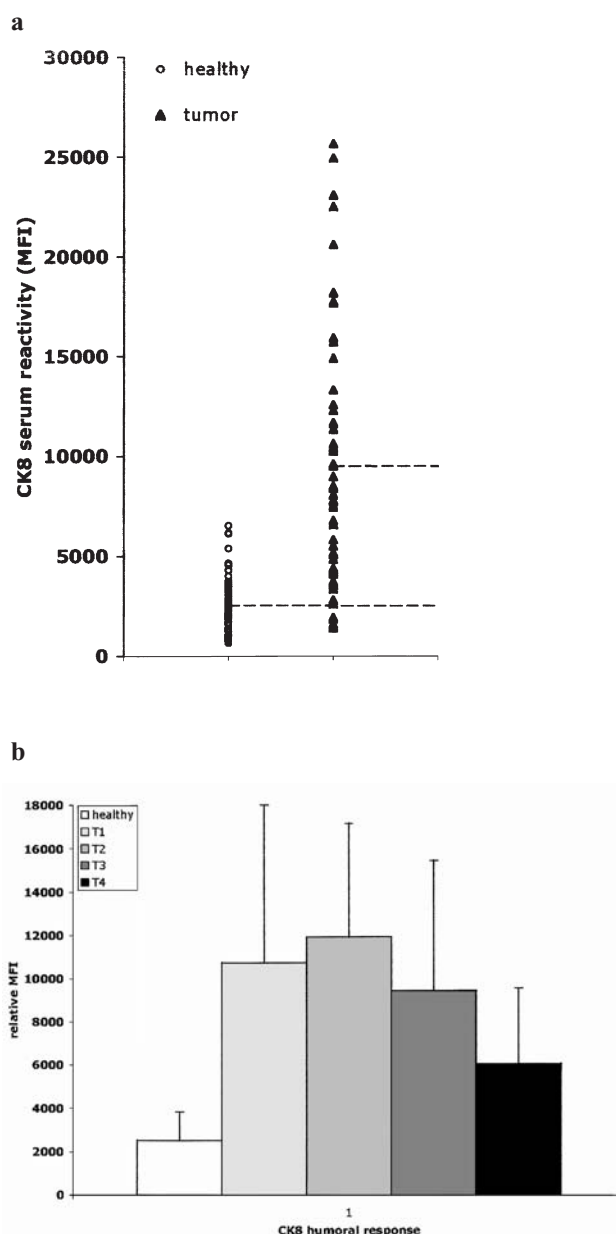 a
30000
healthy
tumor
25000
20000
15000
10000
5000
0
CK8 serum reactivity (MFI)
b
18000
healthy
T1
T2
T3
T4
16000
14000
12000
10000
8000
6000
4000
2000
0
relative MFI
1
CK8 humoral response